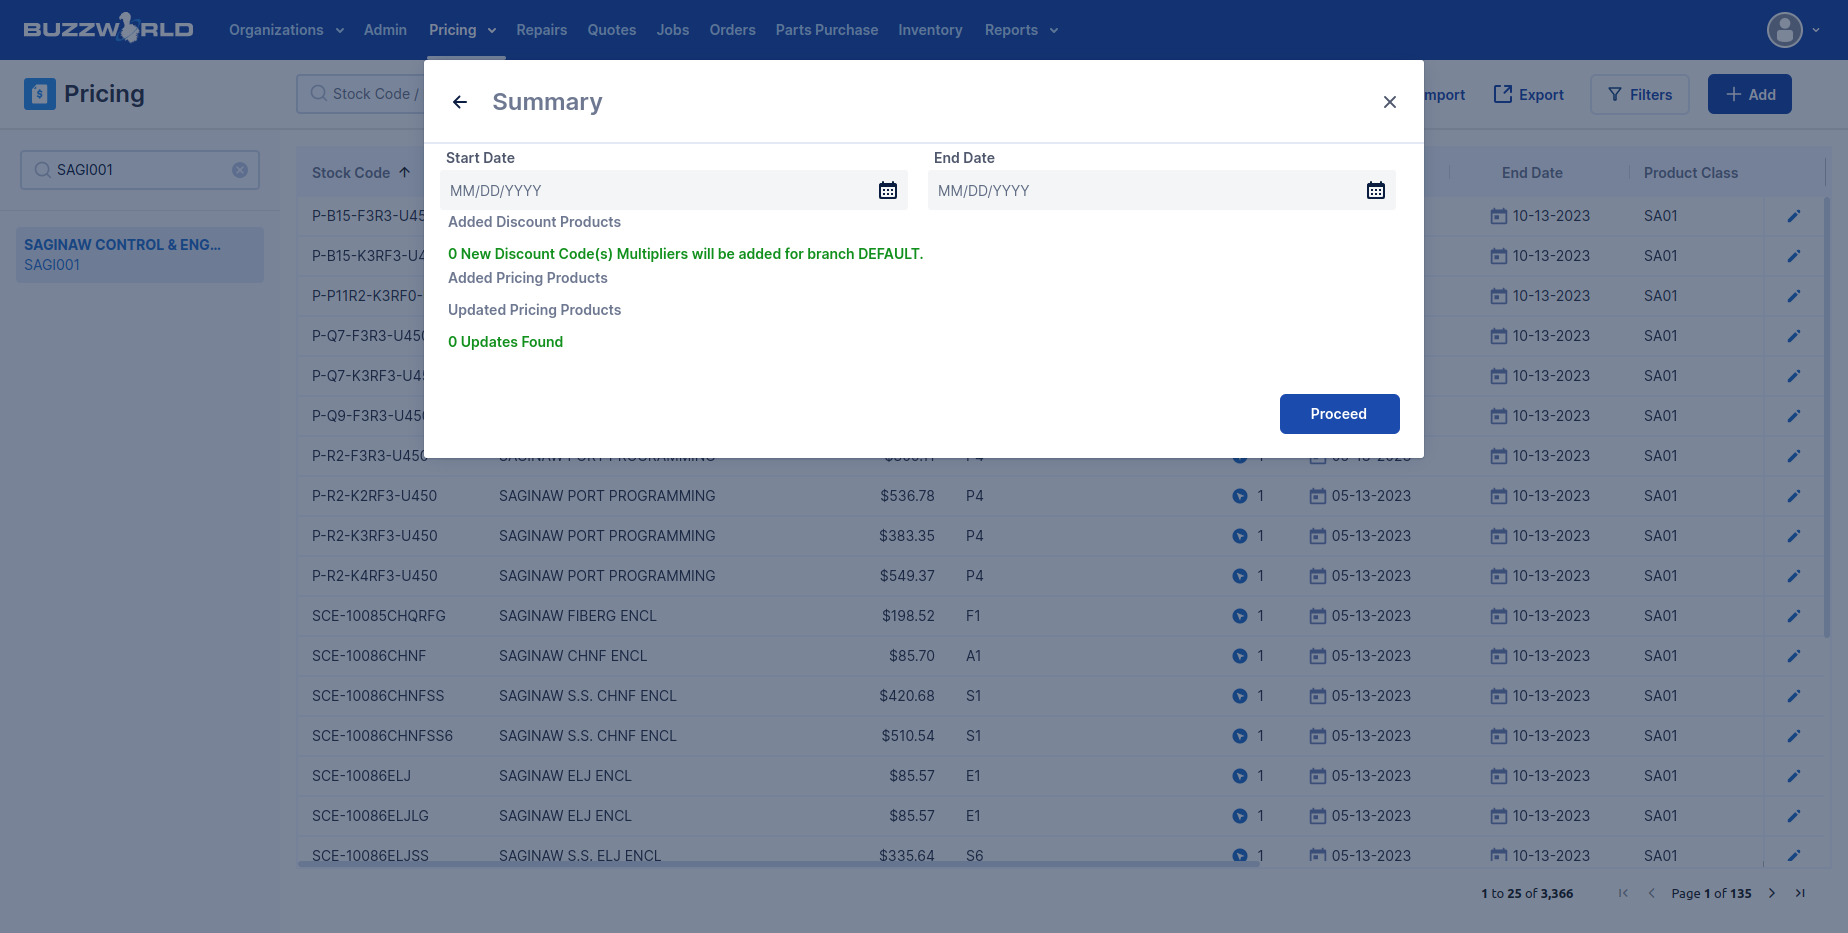 BUZZWORLD Organizations Admin Pricing Repairs Quotes Jobs Orders Parts Purchase Inventory Reports
Pricing Stock Code / mport Export Filters Add
SAGI001
SAGINAW CONTROL & ENG...
SAGI001
Summary
Start Date End Date
MM/DD/YYYY MM/DD/YYYY
Added Discount Products
0 New Discount Code(s) Multipliers will be added for branch DEFAULT.
Added Pricing Products
Updated Pricing Products
0 Updates Found
Proceed
Stock Code End Date Product Class
P-B15-F3R3-U45 10-13-2023 SA01
P-B15-K3RF3-U4 10-13-2023 SA01
P-P11R2-K3RF0- 10-13-2023 SA01
P-Q7-F3R3-U450 10-13-2023 SA01
P-Q7-K3RF3-U45 10-13-2023 SA01
P-Q9-F3R3-U450 10-13-2023 SA01
P-R2-F3R3-U450 SAGINAW PORT PROGRAMMING P4 1 05-13-2023 10-13-2023 SA01
P-R2-K2RF3-U450 SAGINAW PORT PROGRAMMING $536.78 P4 1 05-13-2023 10-13-2023 SA01
P-R2-K3RF3-U450 SAGINAW PORT PROGRAMMING $383.35 P4 1 05-13-2023 10-13-2023 SA01
P-R2-K4RF3-U450 SAGINAW PORT PROGRAMMING $549.37 P4 1 05-13-2023 10-13-2023 SA01
SCE-10085CHQRFG SAGINAW FIBERG ENCL $198.52 F1 1 05-13-2023 10-13-2023 SA01
SCE-10086CHNF SAGINAW CHNF ENCL $85.70 A1 1 05-13-2023 10-13-2023 SA01
SCE-10086CHNFSS SAGINAW S.S. CHNF ENCL $420.68 S1 1 05-13-2023 10-13-2023 SA01
SCE-10086CHNFSS6 SAGINAW S.S. CHNF ENCL $510.54 S1 1 05-13-2023 10-13-2023 SA01
SCE-10086ELJ SAGINAW ELJ ENCL $85.57 E1 1 05-13-2023 10-13-2023 SA01
SCE-10086ELJLG SAGINAW ELJ ENCL $85.57 E1 1 05-13-2023 10-13-2023 SA01
SCE-10086ELJSS SAGINAW S.S. ELJ ENCL $335.64 S6 1 05-13-2023 10-13-2023 SA01
1 to 25 of 3,366 Page 1 of 135